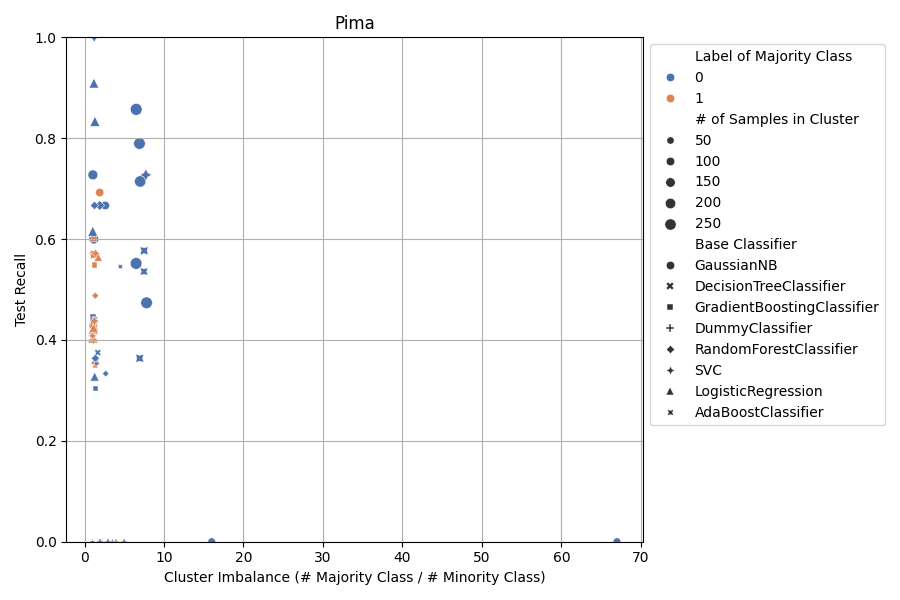 Pima
1.0
0.8
0.6
0.4
0.2
0.0
Test Recall
0 10 20 30 40 50 60 70
Cluster Imbalance (# Majority Class / # Minority Class)
Label of Majority Class
0
1
# of Samples in Cluster
50
100
150
200
250
Base Classifier
GaussianNB
DecisionTreeClassifier
GradientBoostingClassifier
DummyClassifier
RandomForestClassifier
SVC
LogisticRegression
AdaBoostClassifier